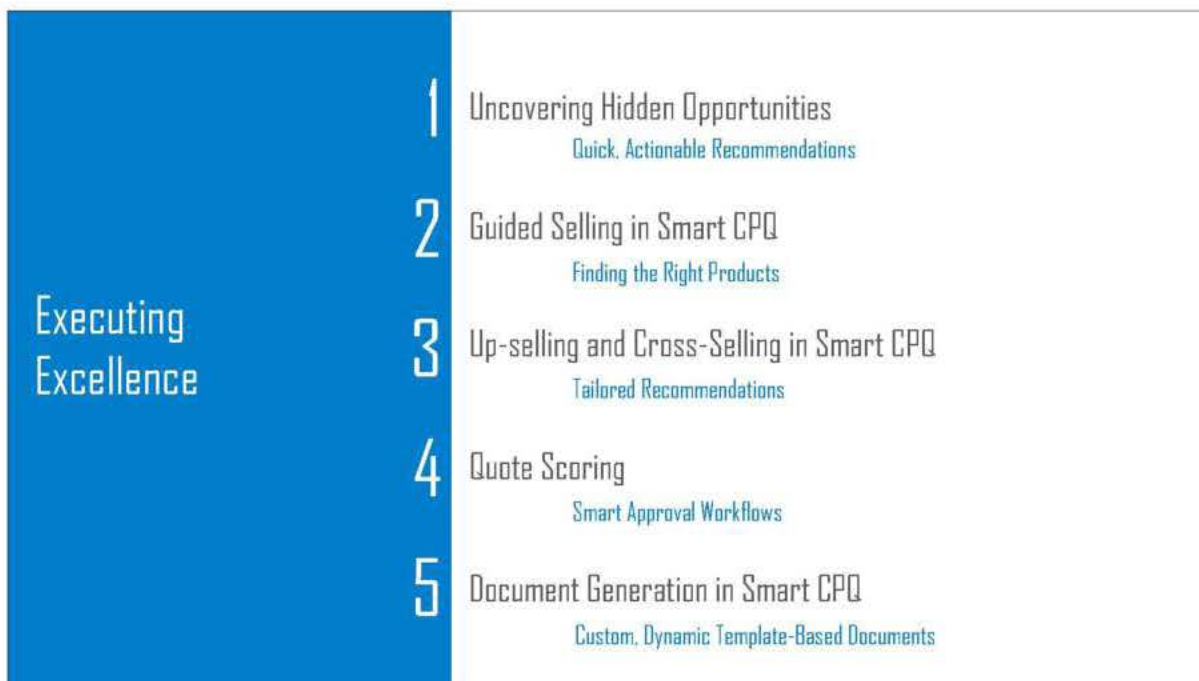 Executing
Excellence
1
Uncovering Hidden Opportunities
Quick, Actionable Recommendations
2
Guided Selling in Smart CPQ
Finding the Right Products
3
Up-selling and Cross-Selling in Smart CPQ
Tailored Recommendations
4
Quote Scoring
Smart Approval Workflows
5
Document Generation in Smart CPQ
Custom, Dynamic Template-Based Documents